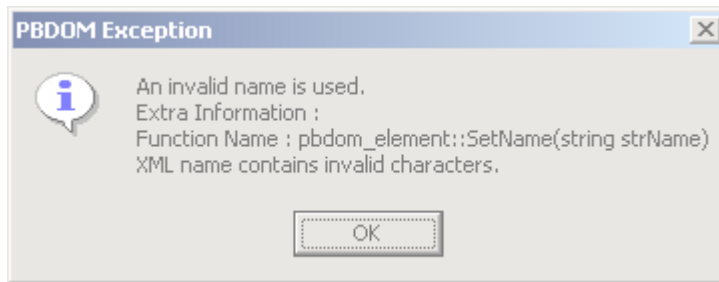 PBDOM Exception
An invalid name is used.
Extra Information :
Function Name : pbdom_element::SetName(string strName)
XML name contains invalid characters.
OK